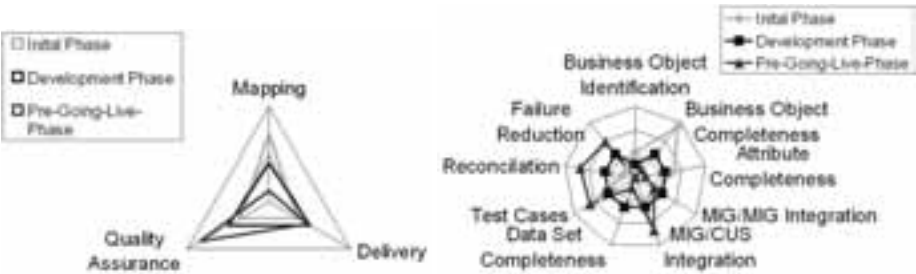 Inital Phase
Development Phase
Pre-Going-Live-
Phase
Mapping
Quality
Assurance
Delivery
Inital Phase
Development Phase
Pre-Going-Live-Phase
Business Object
Identification
Business Object
Completeness
Attribute
Completeness
MIG/MIG Integration
MIG/CUS
Integration
Data Set
Completeness
Test Cases
Reconcilation
Failure
Reduction